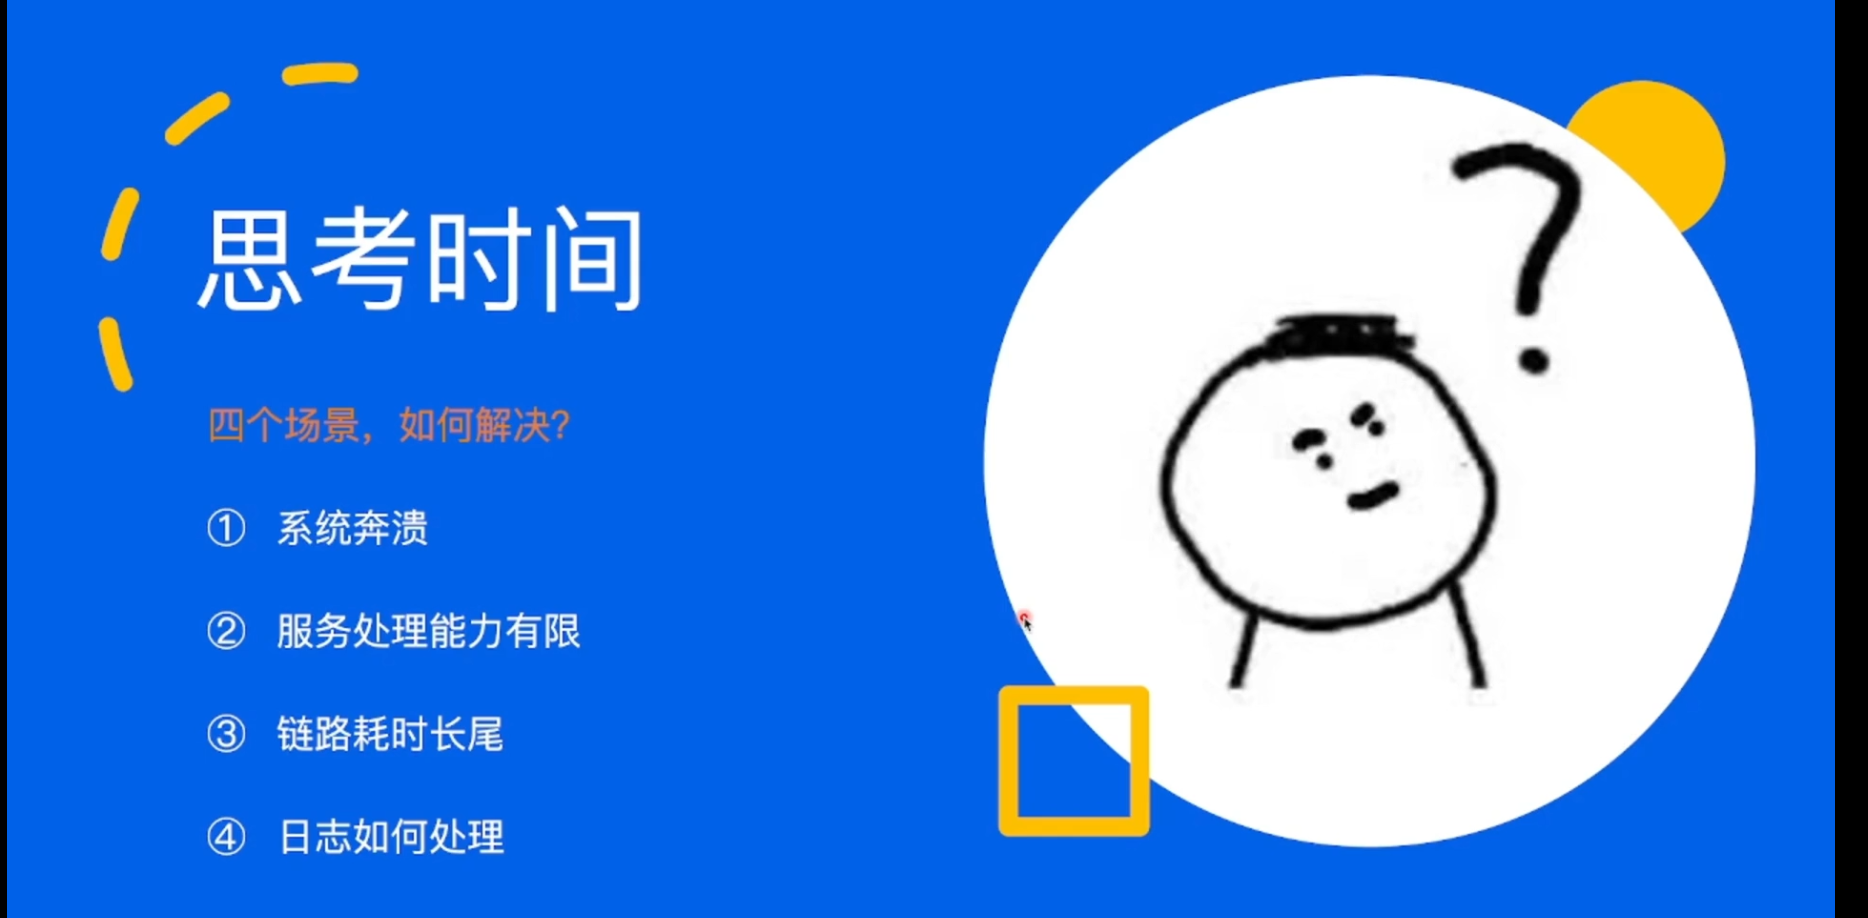 思考时间
四个场景，如何解决?
① 系统奔溃
② 服务处理能力有限
③ 链路耗时长尾
④ 日志如何处理
?